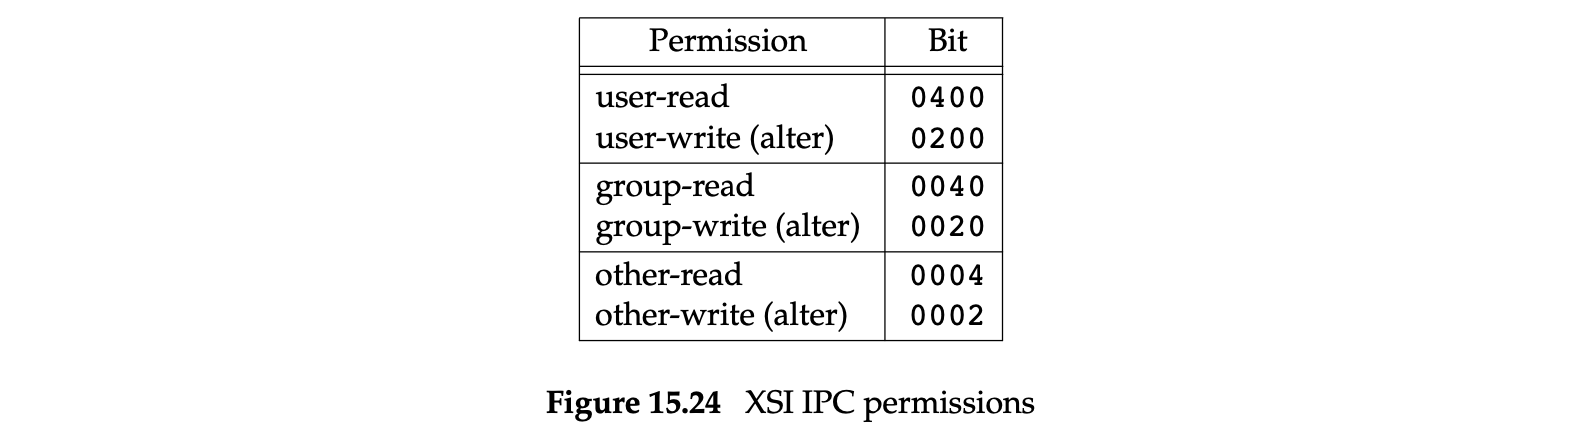 Permission Bit
user-read 0400
user-write (alter) 0200
group-read 0040
group-write (alter) 0020
other-read 0004
other-write (alter) 0002
Figure 15.24 XSI IPC permissions